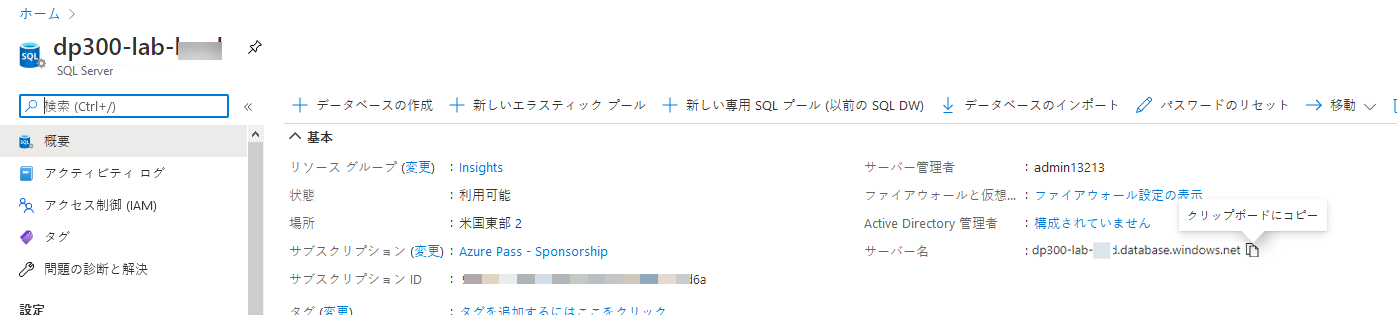 ホーム
dp300-lab-
SQL Server
検索 (Ctrl+/)
概要
アクティビティ ログ
アクセス制御 (IAM)
タグ
問題の診断と解決
設定
データベースの作成 新しいエラスティック プール 新しい専用 SQL プール (以前の SQL DW) データベースのインポート パスワードのリセット 移動
基本
リソース グループ (変更) : Insights
状態 : 利用可能
場所 : 米国東部 2
サブスクリプション (変更) : Azure Pass - Sponsorship
サブスクリプション ID : d6a
タグ (変更) : タグを追加するにはここをクリック
サーバー管理者 : admin13213
ファイアウォールと仮想... : ファイアウォール設定の表示
Active Directory 管理者 : 構成されていません
クリップボードにコピー
サーバー名 : dp300-lab- d.database.windows.net